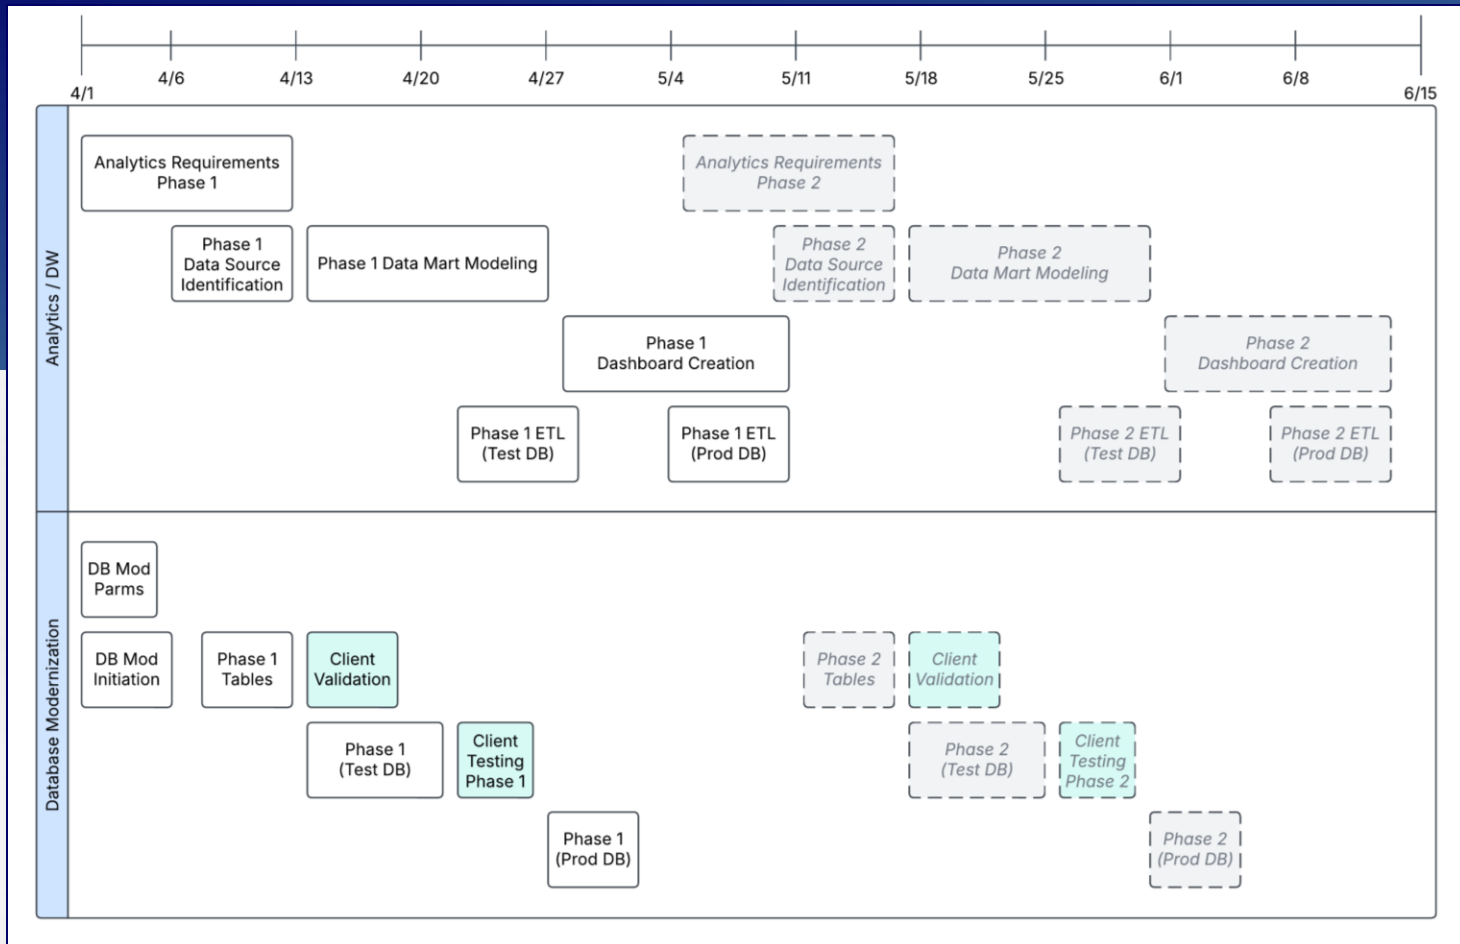 4/1
4/6
4/13
4/20
4/27
5/4
5/11
5/18
5/25
6/1
6/8
6/15
Analytics / DW
Analytics Requirements
Phase 1
Analytics Requirements
Phase 2
Phase 1
Data Source
Identification
Phase 1 Data Mart Modeling
Phase 2
Data Source
Identification
Phase 2
Data Mart Modeling
Phase 1
Dashboard Creation
Phase 2
Dashboard Creation
Phase 1 ETL
(Test DB)
Phase 1 ETL
(Prod DB)
Phase 2 ETL
(Test DB)
Phase 2 ETL
(Prod DB)
Database Modernization
DB Mod
Parms
DB Mod
Initiation
Phase 1
Tables
Client
Validation
Phase 2
Tables
Client
Validation
Phase 1
(Test DB)
Client
Testing
Phase 1
Phase 2
(Test DB)
Client
Testing
Phase 2
Phase 1
(Prod DB)
Phase 2
(Prod DB)